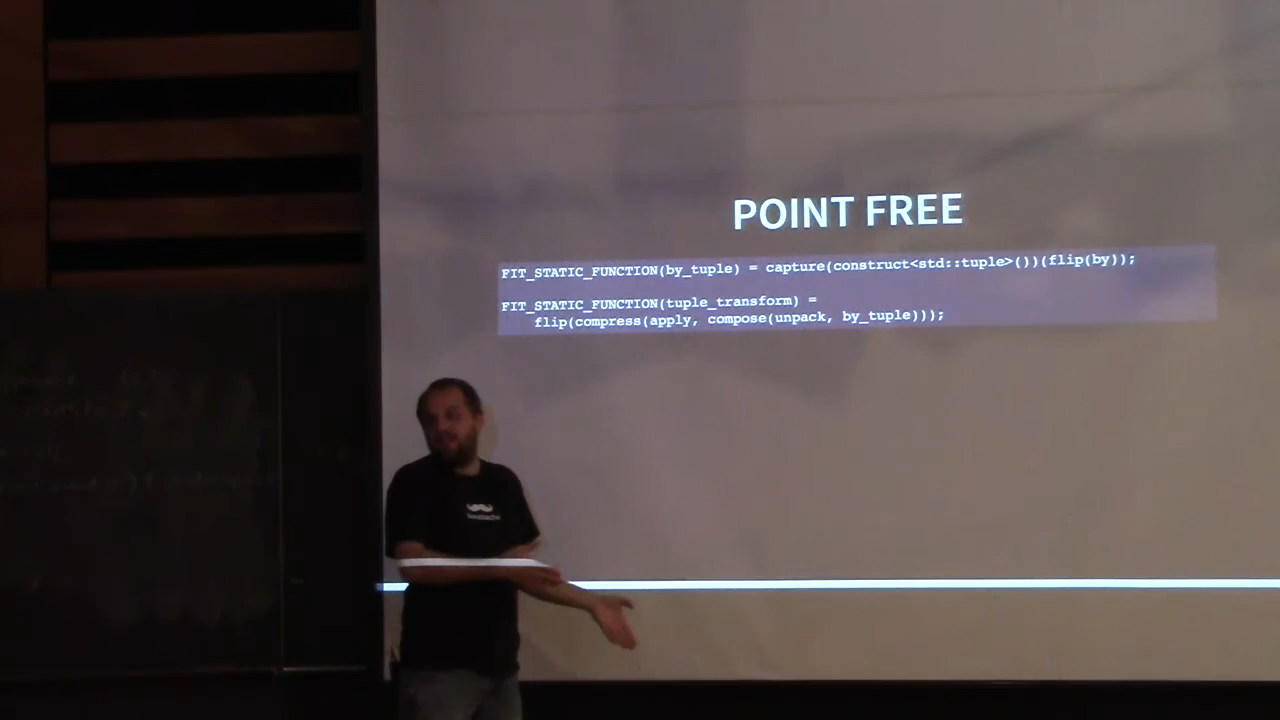 POINT FREE
FIT_STATIC_FUNCTION(by_tuple) = capture(construct<std::tuple>())(flip(by));
FIT_STATIC_FUNCTION(tuple_transform) =
flip(compress(apply, compose(unpack, by_tuple)));